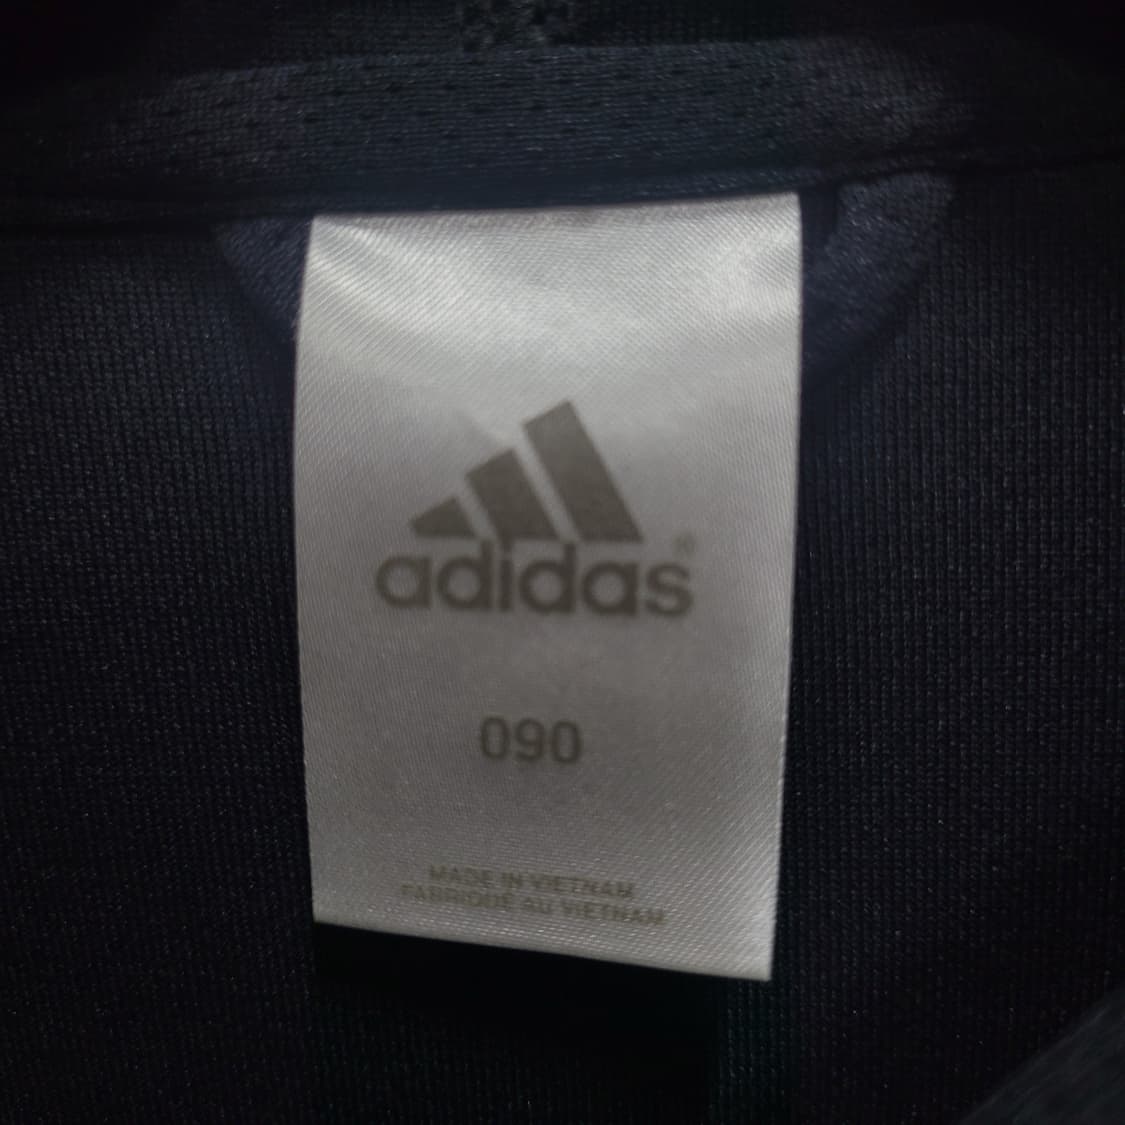 adidas®
090
MADE IN VIETNAM
FABRIQUÉ AU VIETNAM